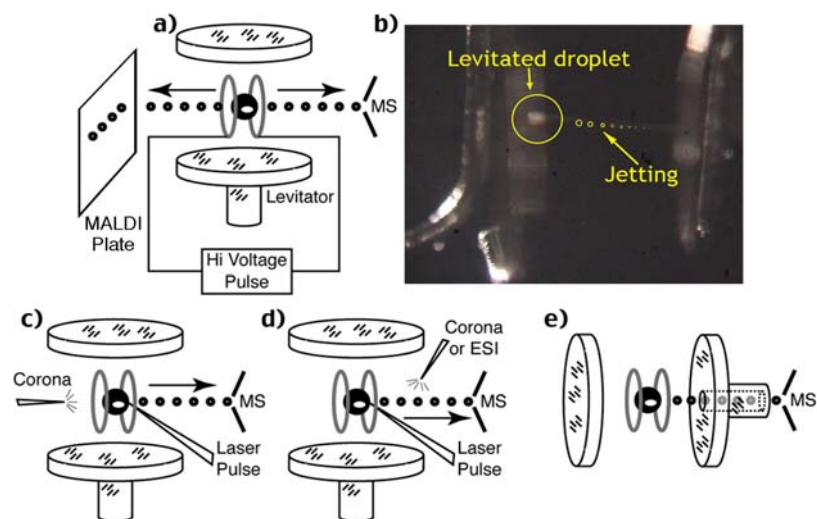 a)
MS
MALDI
Plate
Levitator
Hi Voltage
Pulse
b)
Levitated droplet
Jetting
c)
Corona
MS
Laser
Pulse
d)
Corona
or ESI
MS
Laser
Pulse
e)
MS